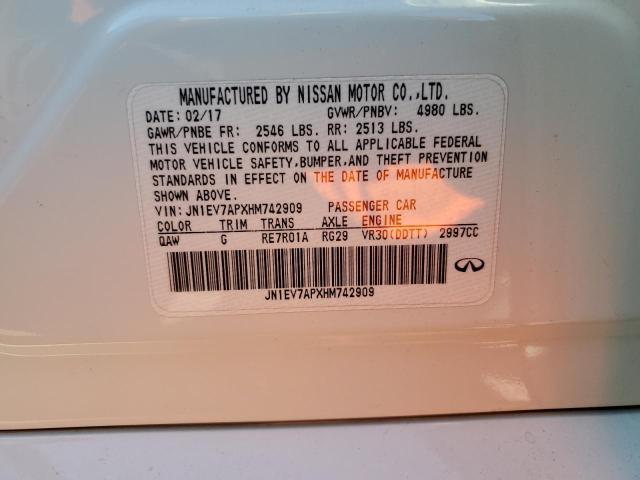 MANUFACTURED BY NISSAN MOTOR CO.,LTD.
DATE: 02/17 GVWR/PNBV: 4980 LBS.
GAWR/PNBE FR: 2546 LBS. RR: 2513 LBS.
THIS VEHICLE CONFORMS TO ALL APPLICABLE FEDERAL
MOTOR VEHICLE SAFETY,BUMPER,AND THEFT PREVENTION
STANDARDS IN EFFECT ON THE DATE OF MANUFACTURE
SHOWN ABOVE.
VIN: JN1EV7APXHM742909 PASSENGER CAR
COLOR TRIM TRANS AXLE ENGINE
QAW G RE7R01A RG29 VR30(DDTT) 2997CC
JN1EV7APXHM742909